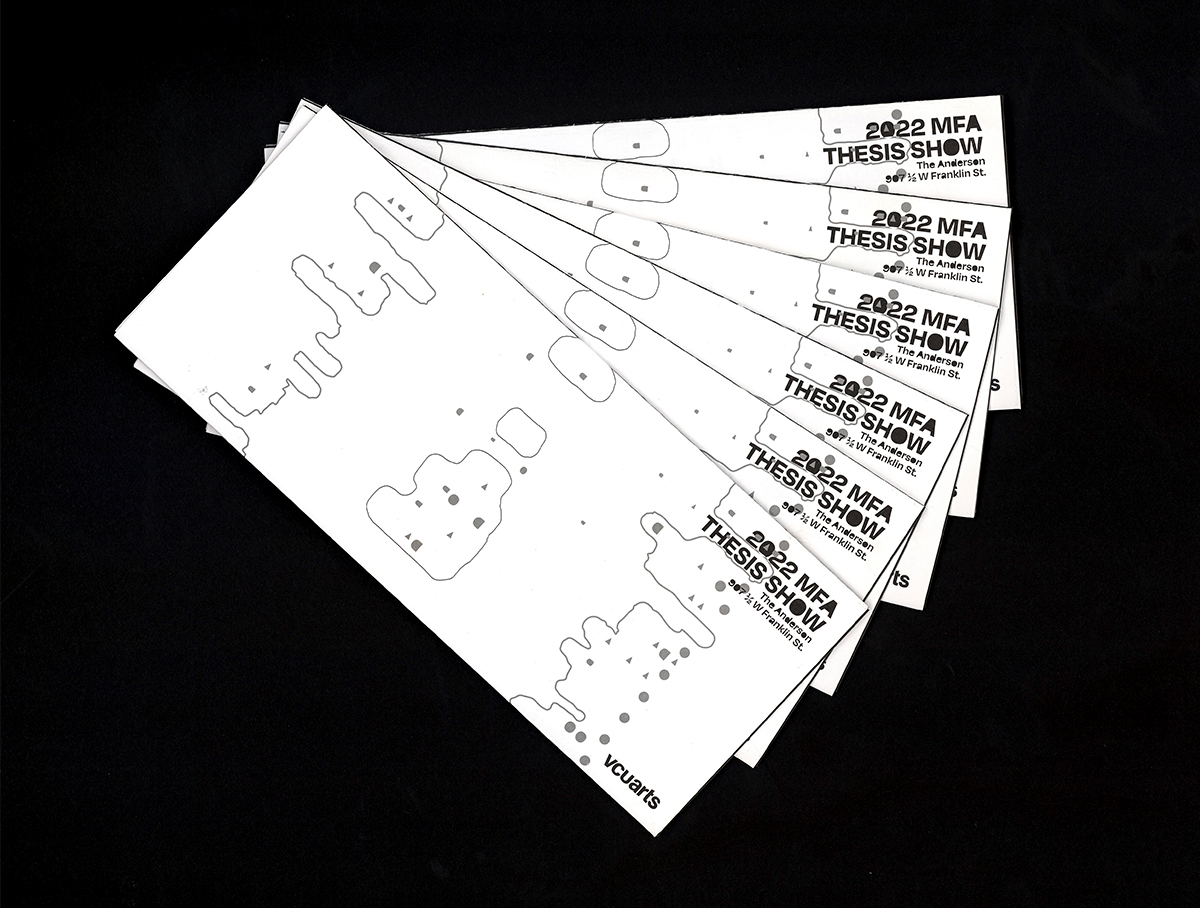 2022 MFA
THESIS SHOW
The Anderson
907 ½ W Franklin St.
2022 MFA
THESIS SHOW
The Anderson
907 ½ W Franklin St.
2022 MFA
THESIS SHOW
The Anderson
907 ½ W Franklin St.
s
2022 MFA
THESIS SHOW
The Anderson
907 ½ W Franklin St.
2022 MFA
THESIS SHOW
The Anderson
907 ½ W Franklin St.
ts
2022 MFA
THESIS SHOW
The Anderson
907 ½ W Franklin St.
vcuarts